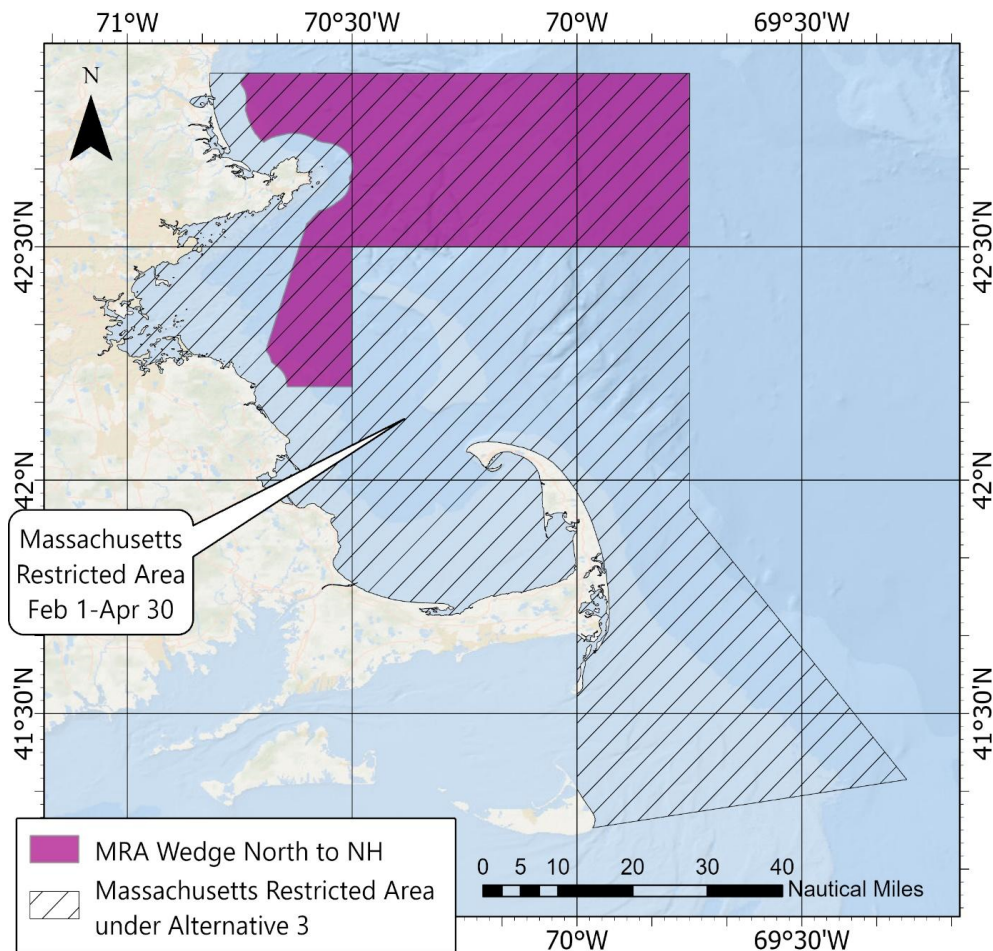 71°W 70°30'W 70°W 69°30'W
N
42°30'N 42°30'N
42°N 42°N
Massachusetts
Restricted Area
Feb 1-Apr 30
41°30'N 41°30'N
MRA Wedge North to NH
Massachusetts Restricted Area
under Alternative 3
0 5 10 20 30 40
Nautical Miles
70°W 69°30'W